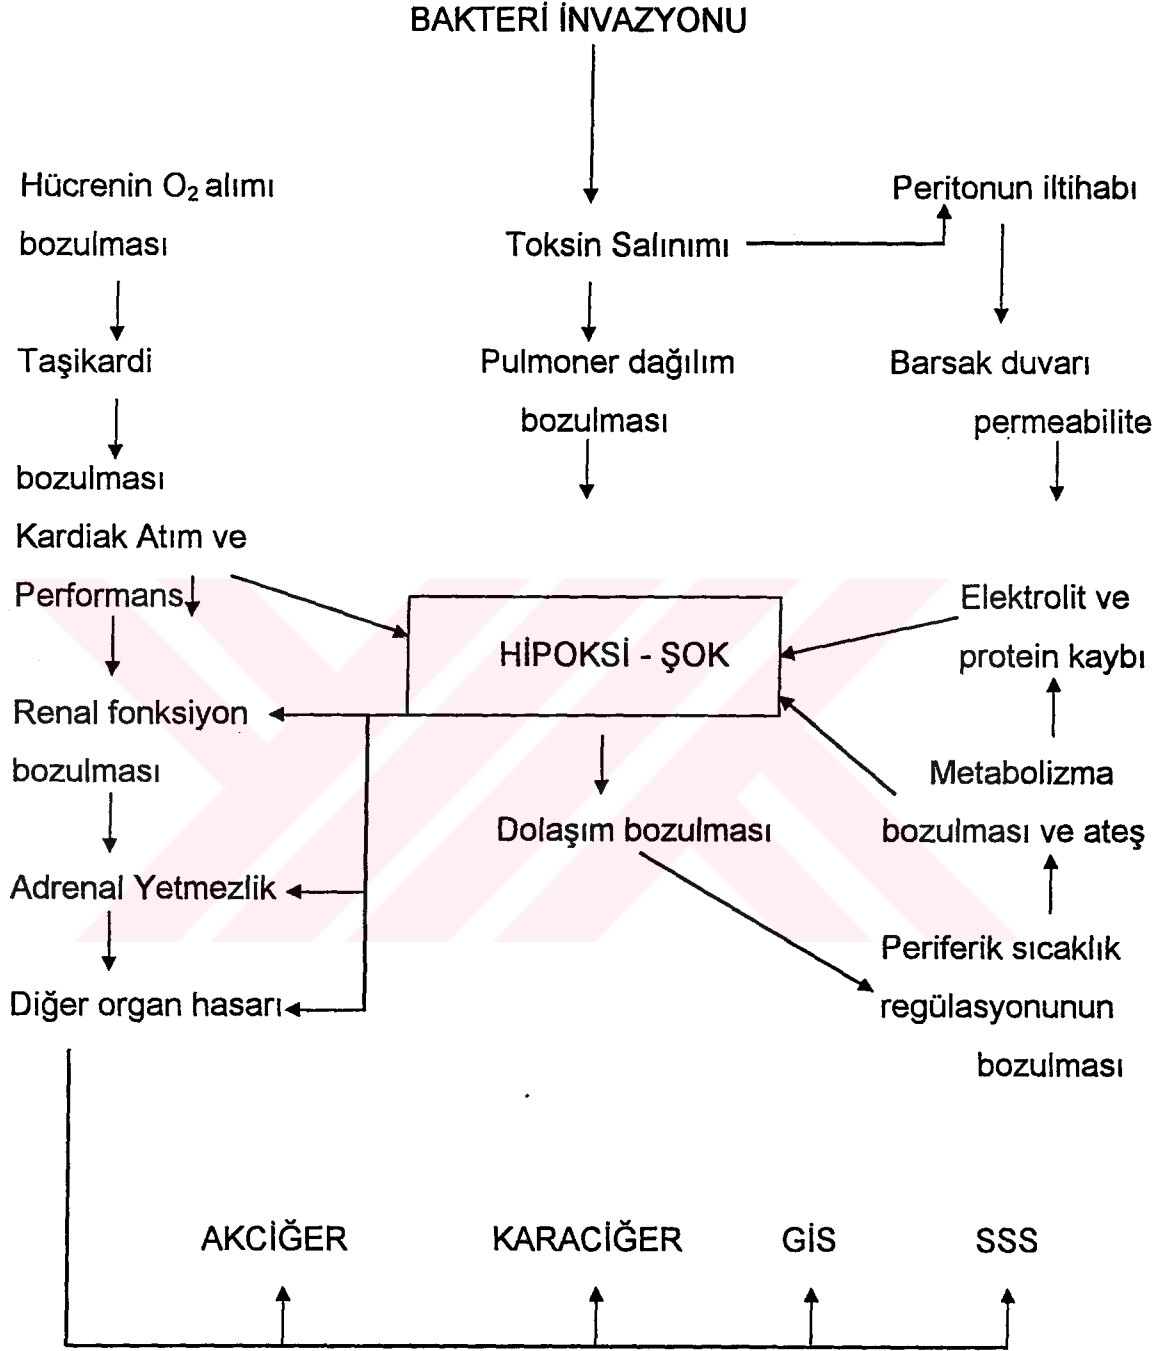 BAKTERİ İNVAZYONU
Hücrenin O₂ alımı
bozulması
Taşikardi
bozulması
Kardiak Atım ve
Performans
Renal fonksiyon
bozulması
Adrenal Yetmezlik
Diğer organ hasarı
Toksin Salınımı
Pulmoner dağılım
bozulması
HİPOKSİ - ŞOK
Dolaşım bozulması
Peritonun iltihabı
Barsak duvarı
permeabilite
Elektrolit ve
protein kaybı
Metabolizma
bozulması ve ateş
Periferik sıcaklık
regülasyonunun
bozulması
AKCİĞER
KARACİĞER
GİS
SSS